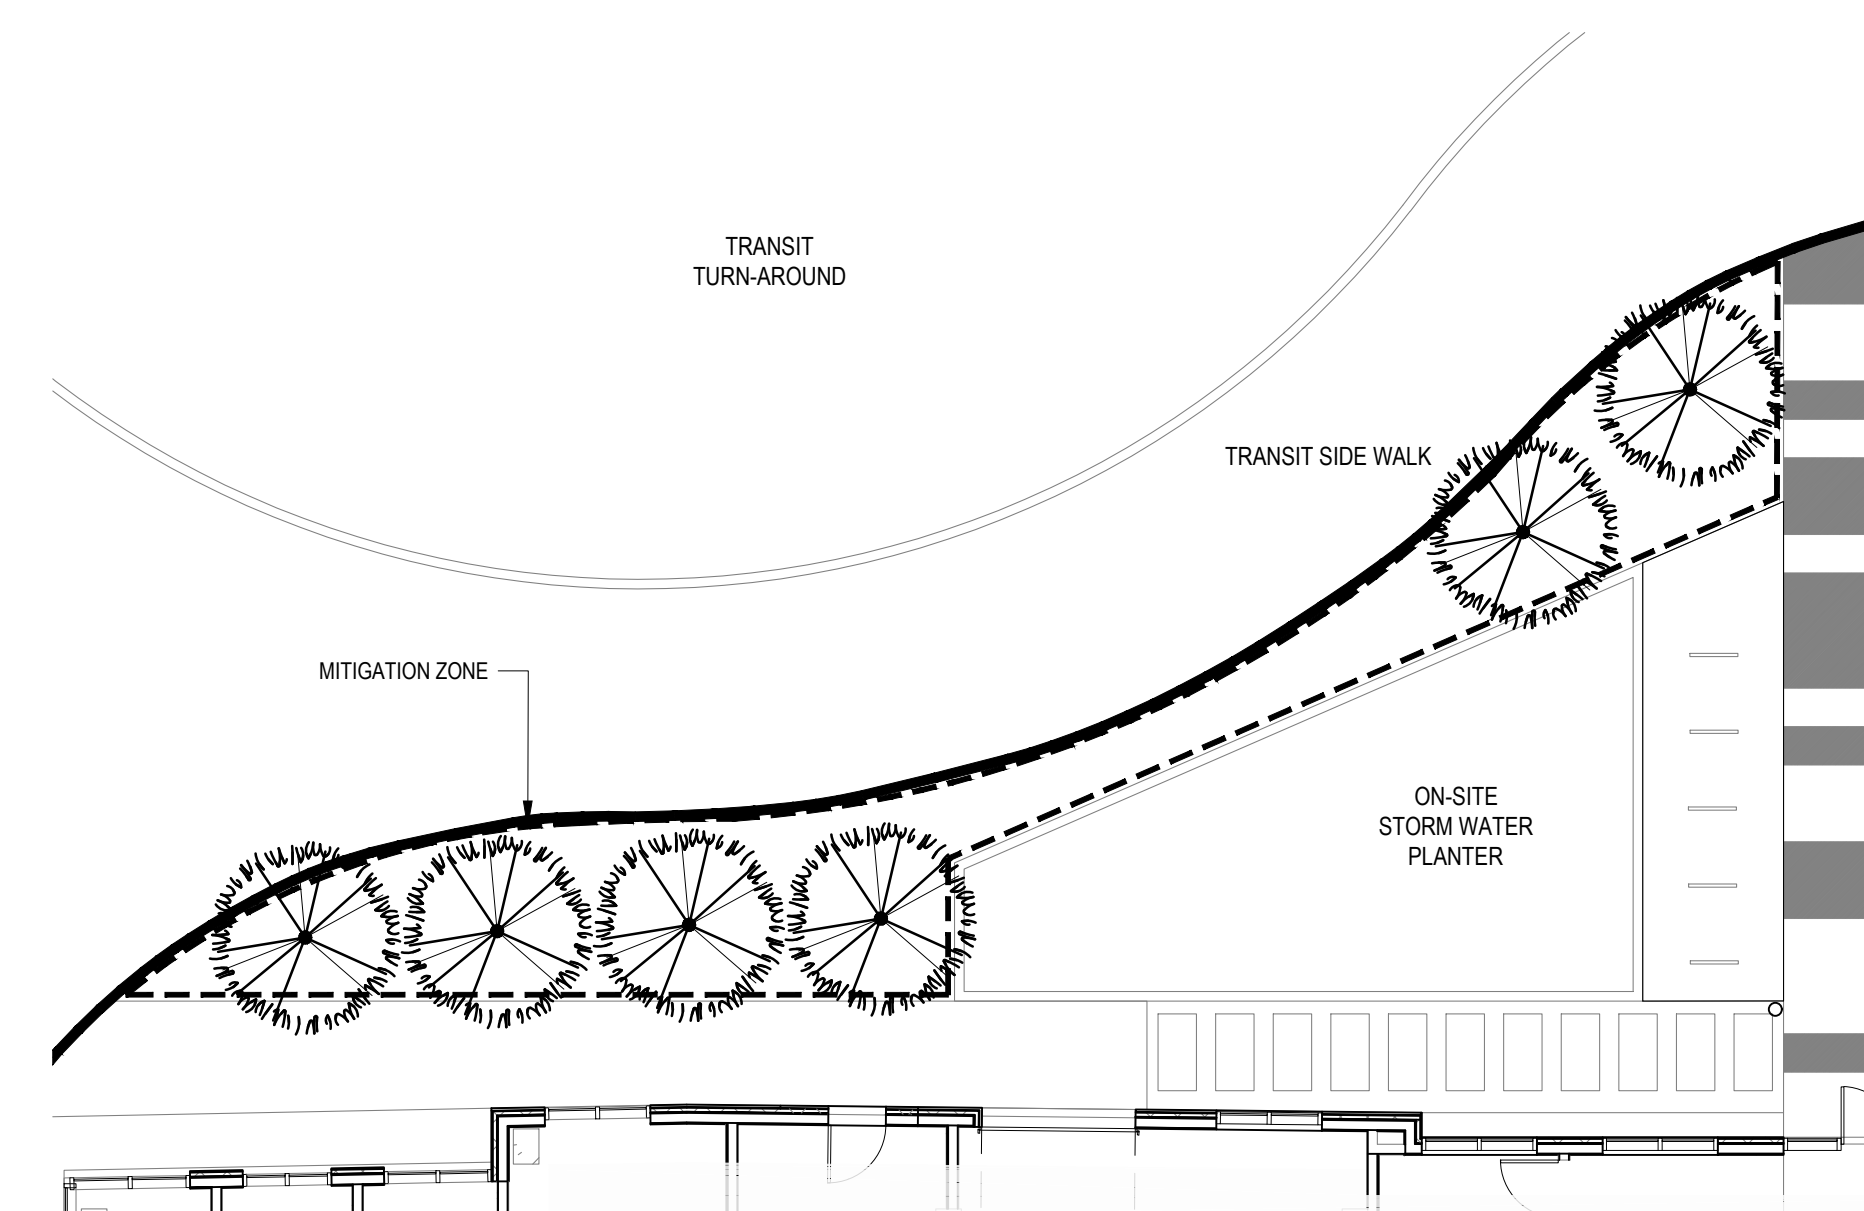 TRANSIT
TURN-AROUND
TRANSIT SIDE WALK
MITIGATION ZONE
ON-SITE
STORM WATER
PLANTER